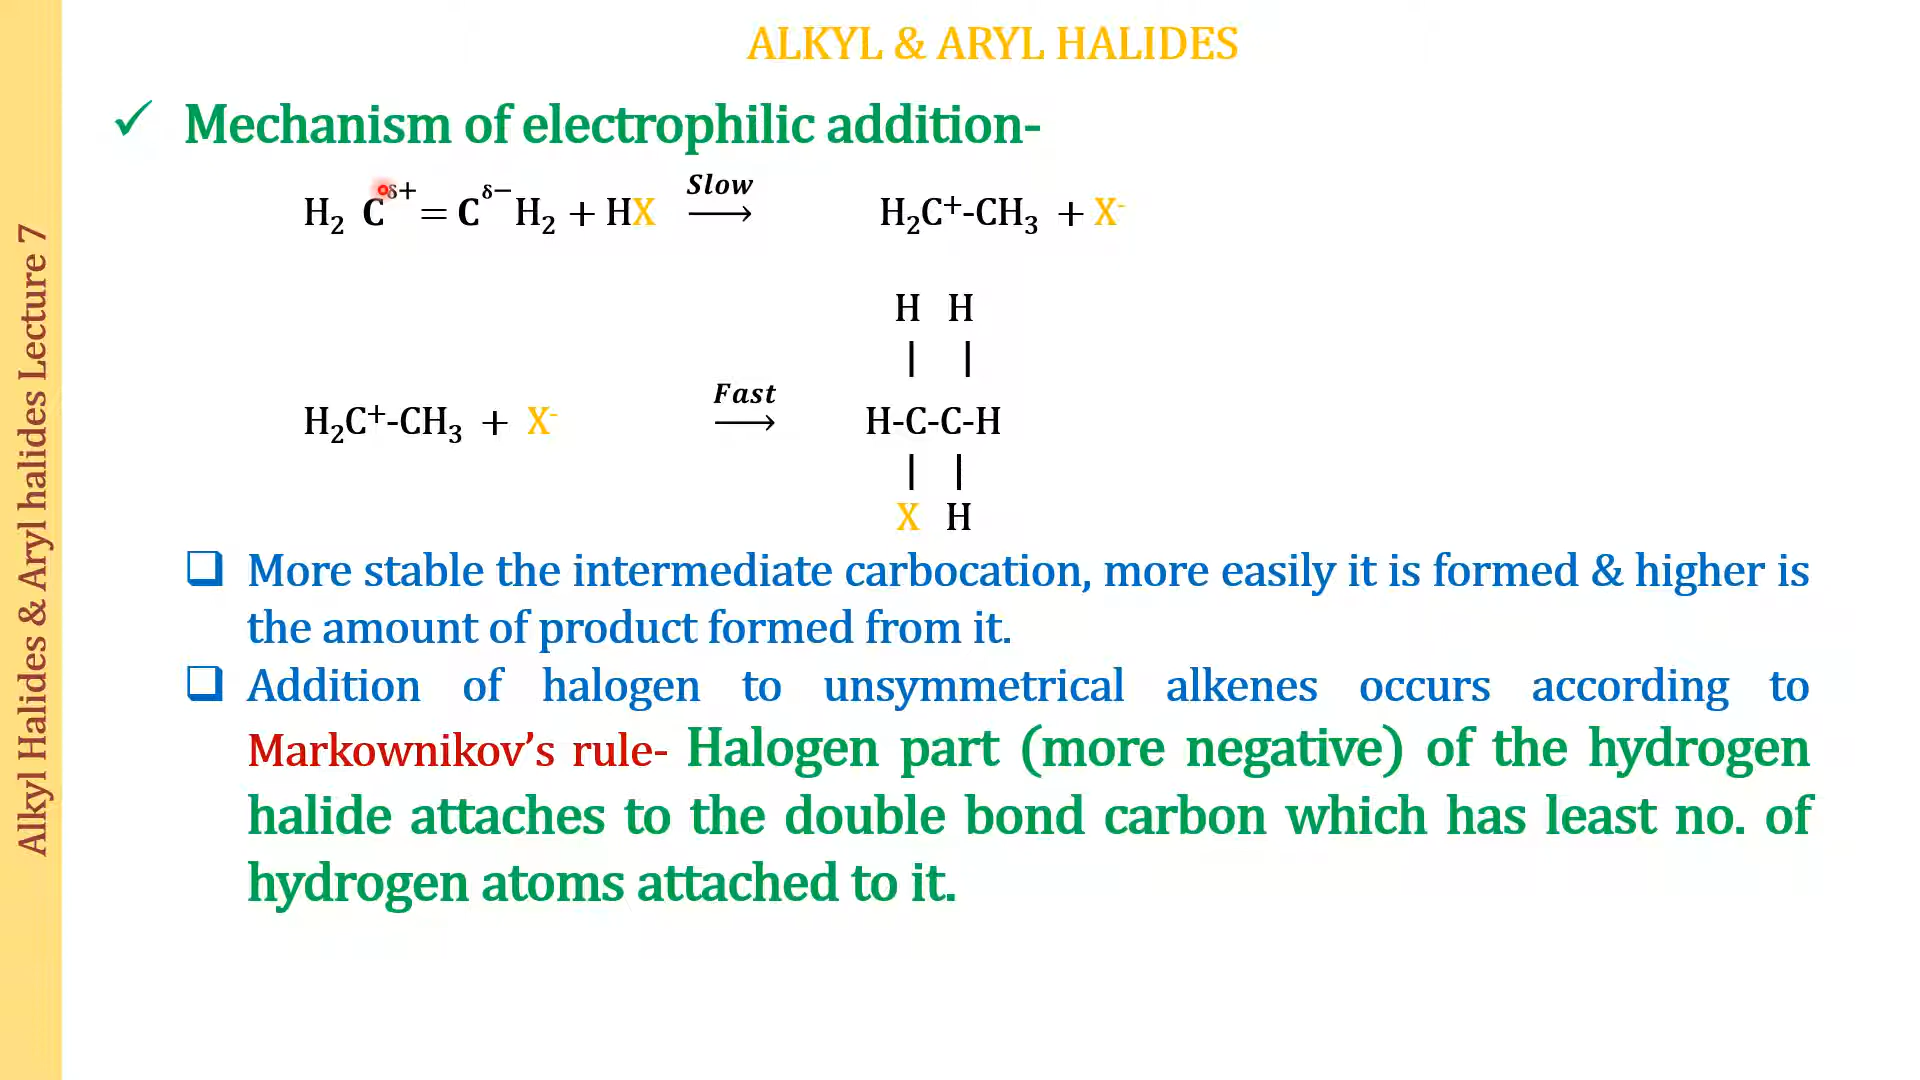 ALKYL & ARYL HALIDES
✓ Mechanism of electrophilic addition-
H₂ C^δ+ = C^δ− H₂ + HX ⟶ (Slow) H₂C⁺-CH₃ + X⁻
H H
| |
H₂C⁺-CH₃ + X⁻ ⟶ (Fast) H-C-C-H
| |
X H
❑ More stable the intermediate carbocation, more easily it is formed & higher is
the amount of product formed from it.
❑ Addition of halogen to unsymmetrical alkenes occurs according to
Markownikov’s rule- Halogen part (more negative) of the hydrogen
halide attaches to the double bond carbon which has least no. of
hydrogen atoms attached to it.
Alkyl Halides & Aryl halides Lecture 7